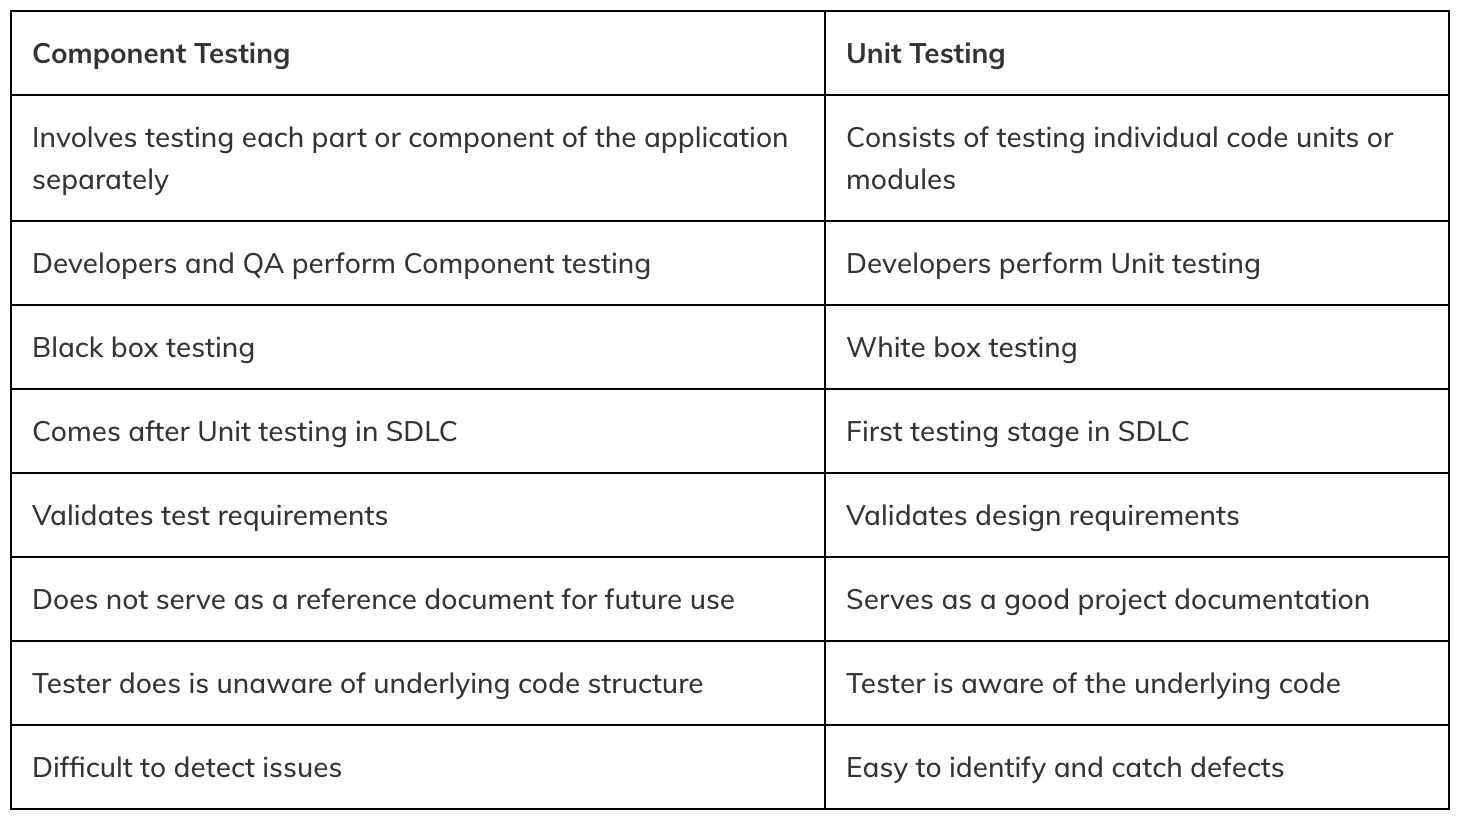 Component Testing
Unit Testing
Involves testing each part or component of the application
separately
Consists of testing individual code units or
modules
Developers and QA perform Component testing
Developers perform Unit testing
Black box testing
White box testing
Comes after Unit testing in SDLC
First testing stage in SDLC
Validates test requirements
Validates design requirements
Does not serve as a reference document for future use
Serves as a good project documentation
Tester does is unaware of underlying code structure
Tester is aware of the underlying code
Difficult to detect issues
Easy to identify and catch defects